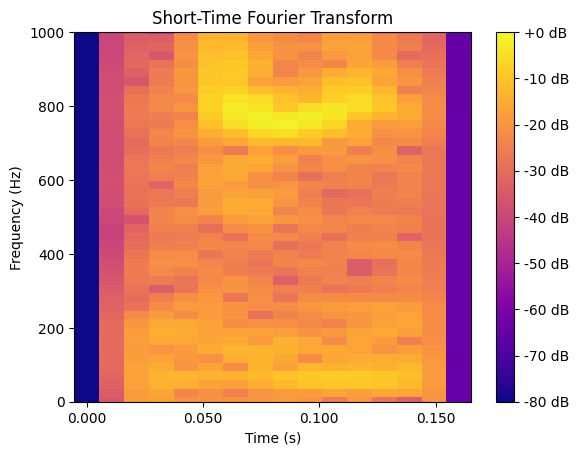 Short-Time Fourier Transform
1000
800
600
400
200
0
Frequency (Hz)
0.000
0.050
0.100
0.150
Time (s)
+0 dB
-10 dB
-20 dB
-30 dB
-40 dB
-50 dB
-60 dB
-70 dB
-80 dB